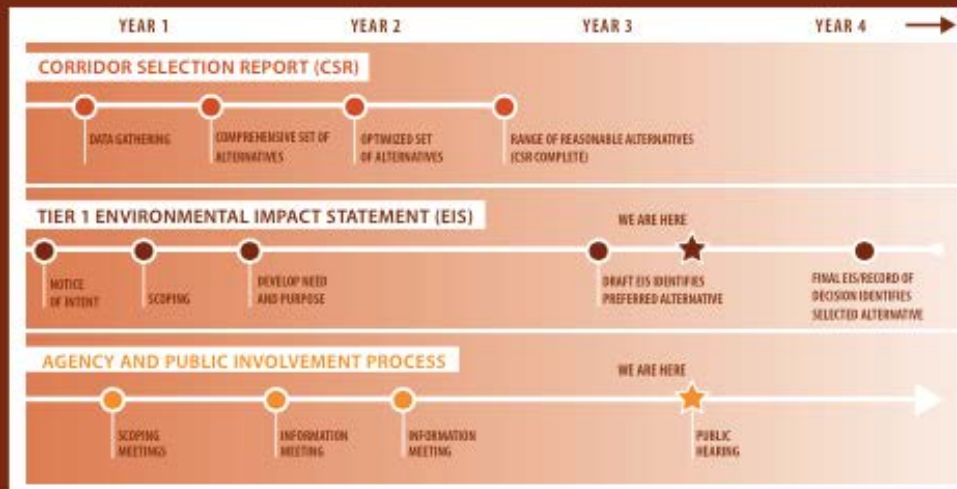 YEAR 1
YEAR 2
YEAR 3
YEAR 4
CORRIDOR SELECTION REPORT (CSR)
DATA GATHERING
COMPREHENSIVE SET OF
ALTERNATIVES
OPTIMIZED SET
OF ALTERNATIVES
RANGE OF REASONABLE ALTERNATIVES
(CSR COMPLETE)
TIER 1 ENVIRONMENTAL IMPACT STATEMENT (EIS)
WE ARE HERE
NOTICE
OF INTENT
SCOPING
DEVELOP NEED
AND PURPOSE
DRAFT EIS IDENTIFIES
PREFERRED ALTERNATIVE
FINAL EIS/RECORD OF
DECISION IDENTIFIES
SELECTED ALTERNATIVE
AGENCY AND PUBLIC INVOLVEMENT PROCESS
WE ARE HERE
SCOPING
MEETINGS
INFORMATION
MEETING
INFORMATION
MEETING
PUBLIC
HEARING